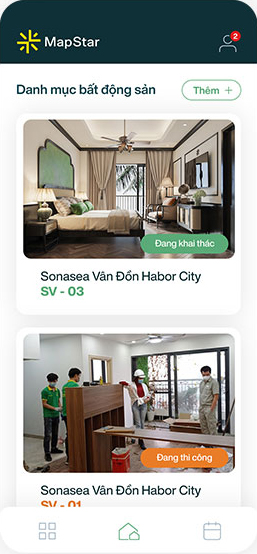 MapStar
2
Danh mục bất động sản
Thêm +
Đang khai thác
Sonasea Vân Đồn Habor City
SV - 03
Đang thi công
Sonasea Vân Đồn Habor City
SV - 01